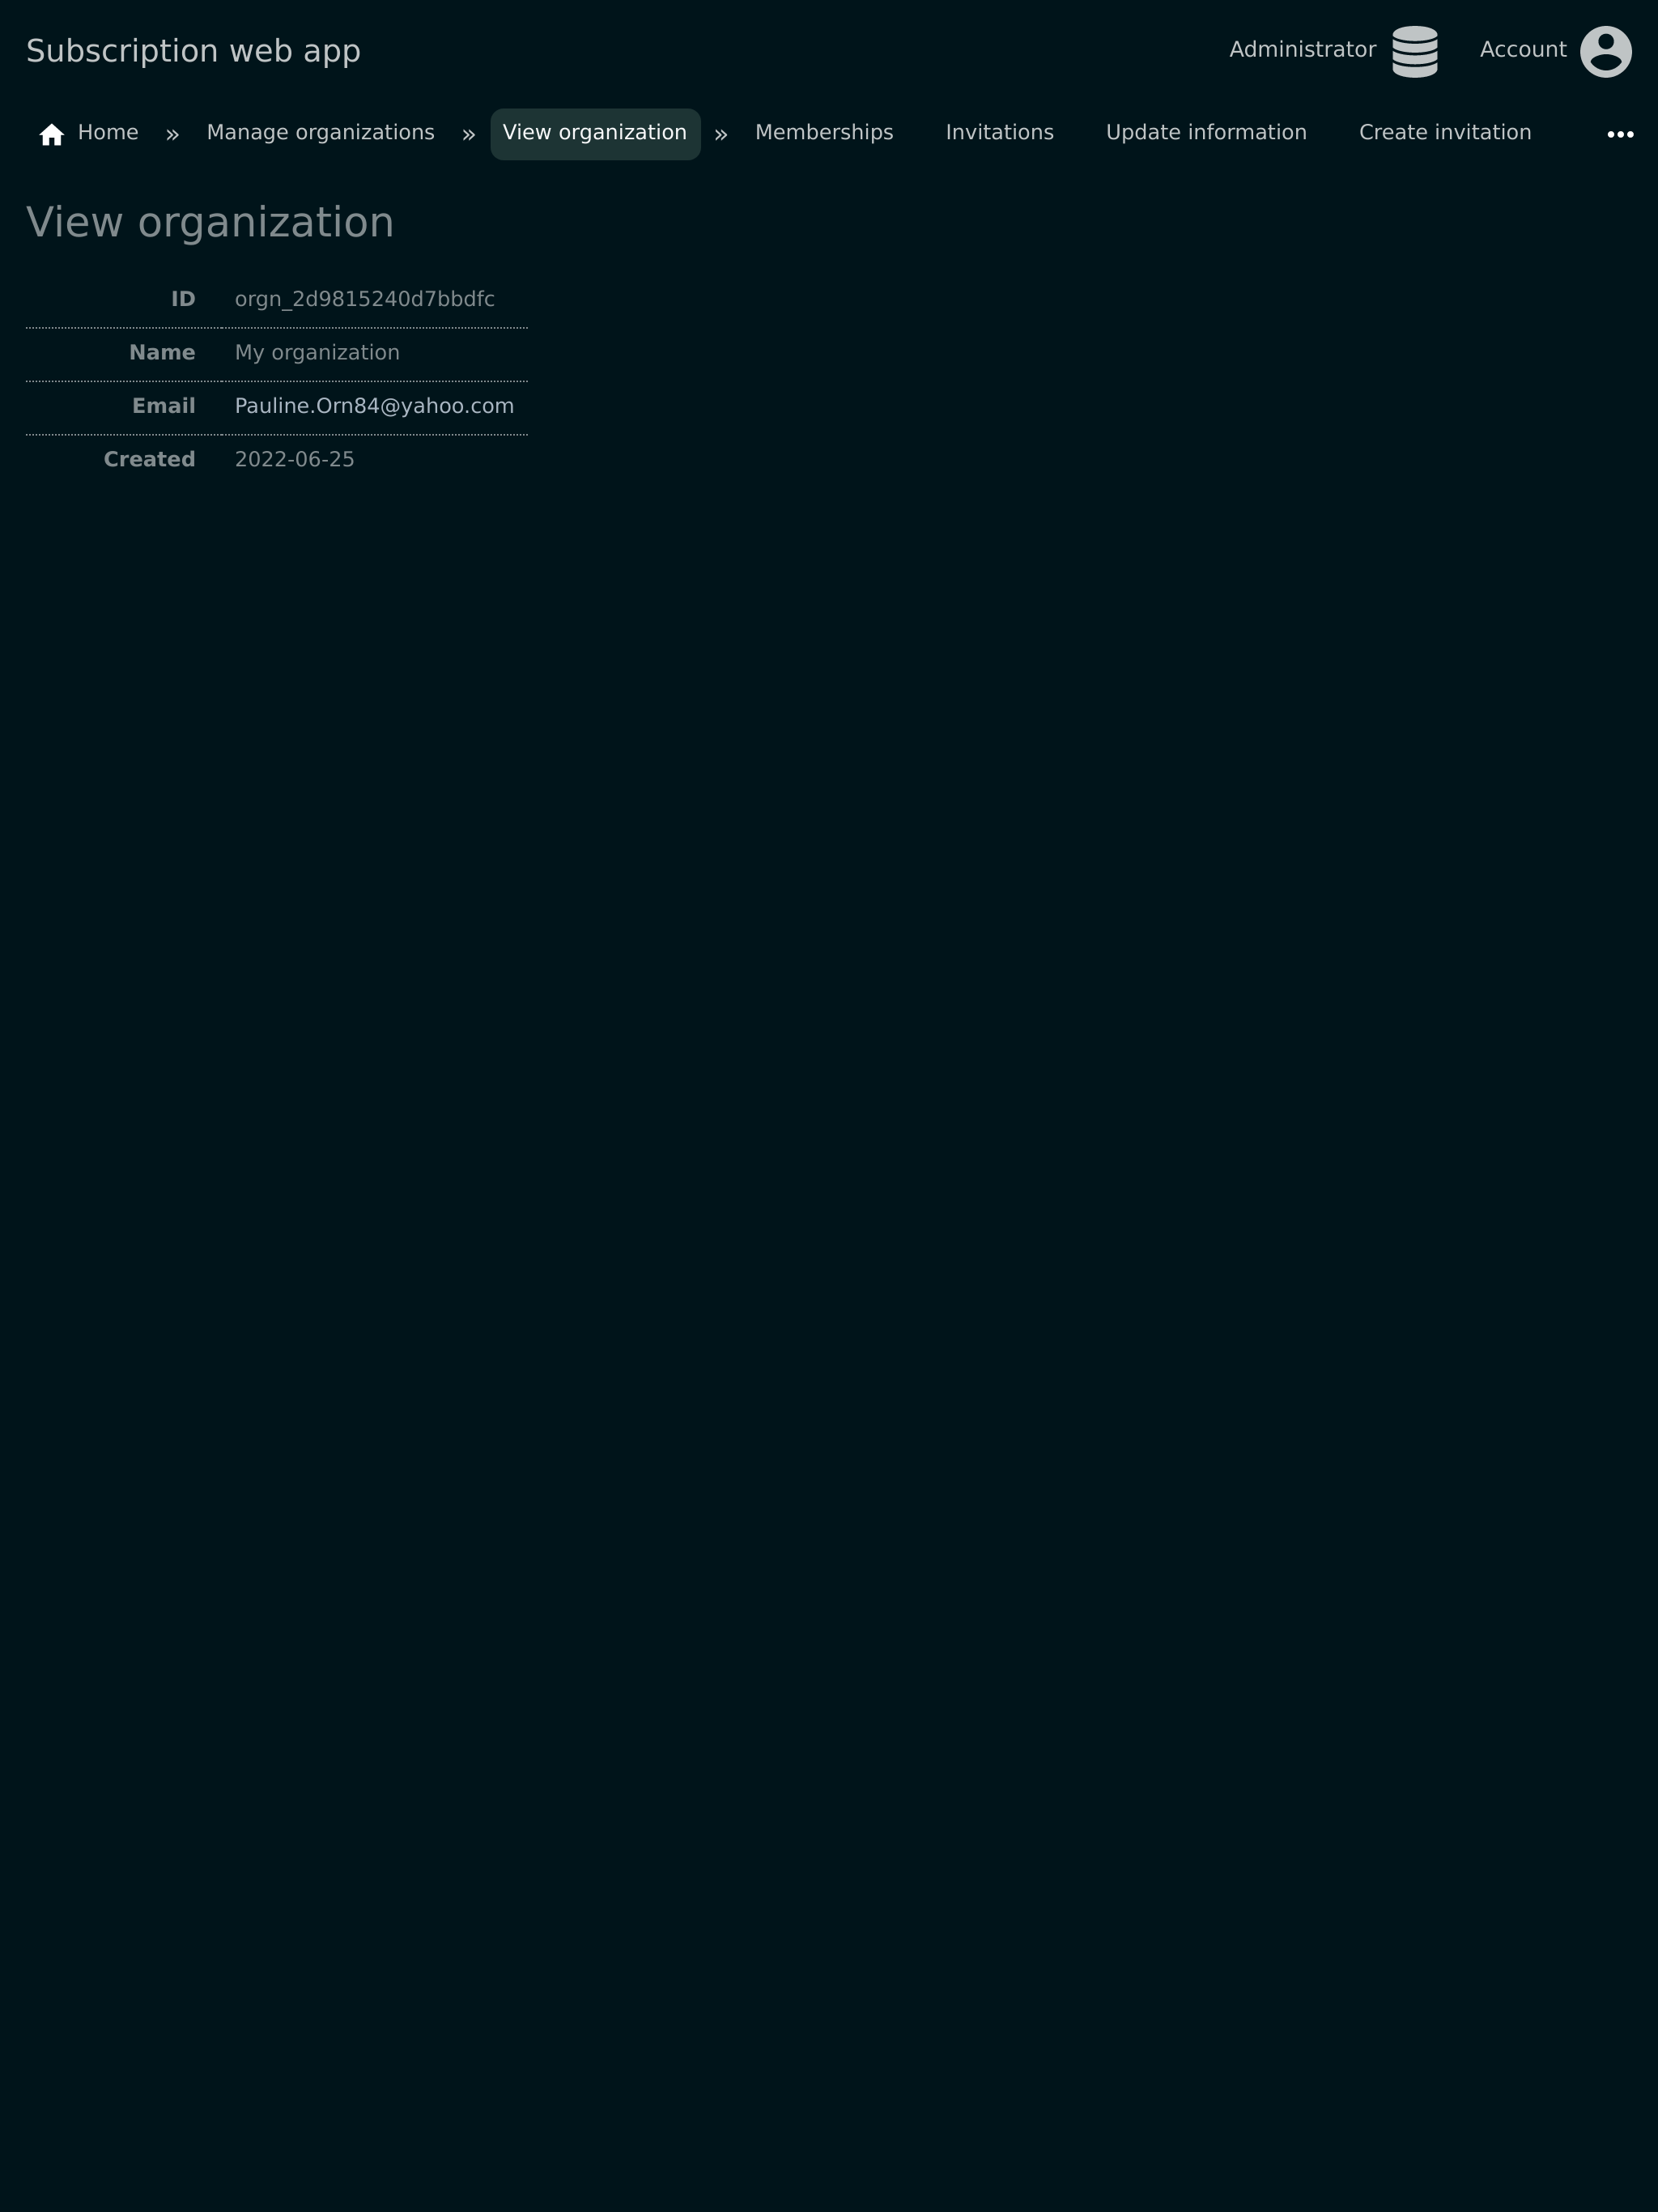 Subscription web app Administrator Account
Home » Manage organizations » View organization » Memberships Invitations Update information Create invitation
View organization
ID orgn_2d9815240d7bbdfc
Name My organization
Email Pauline.Orn84@yahoo.com
Created 2022-06-25